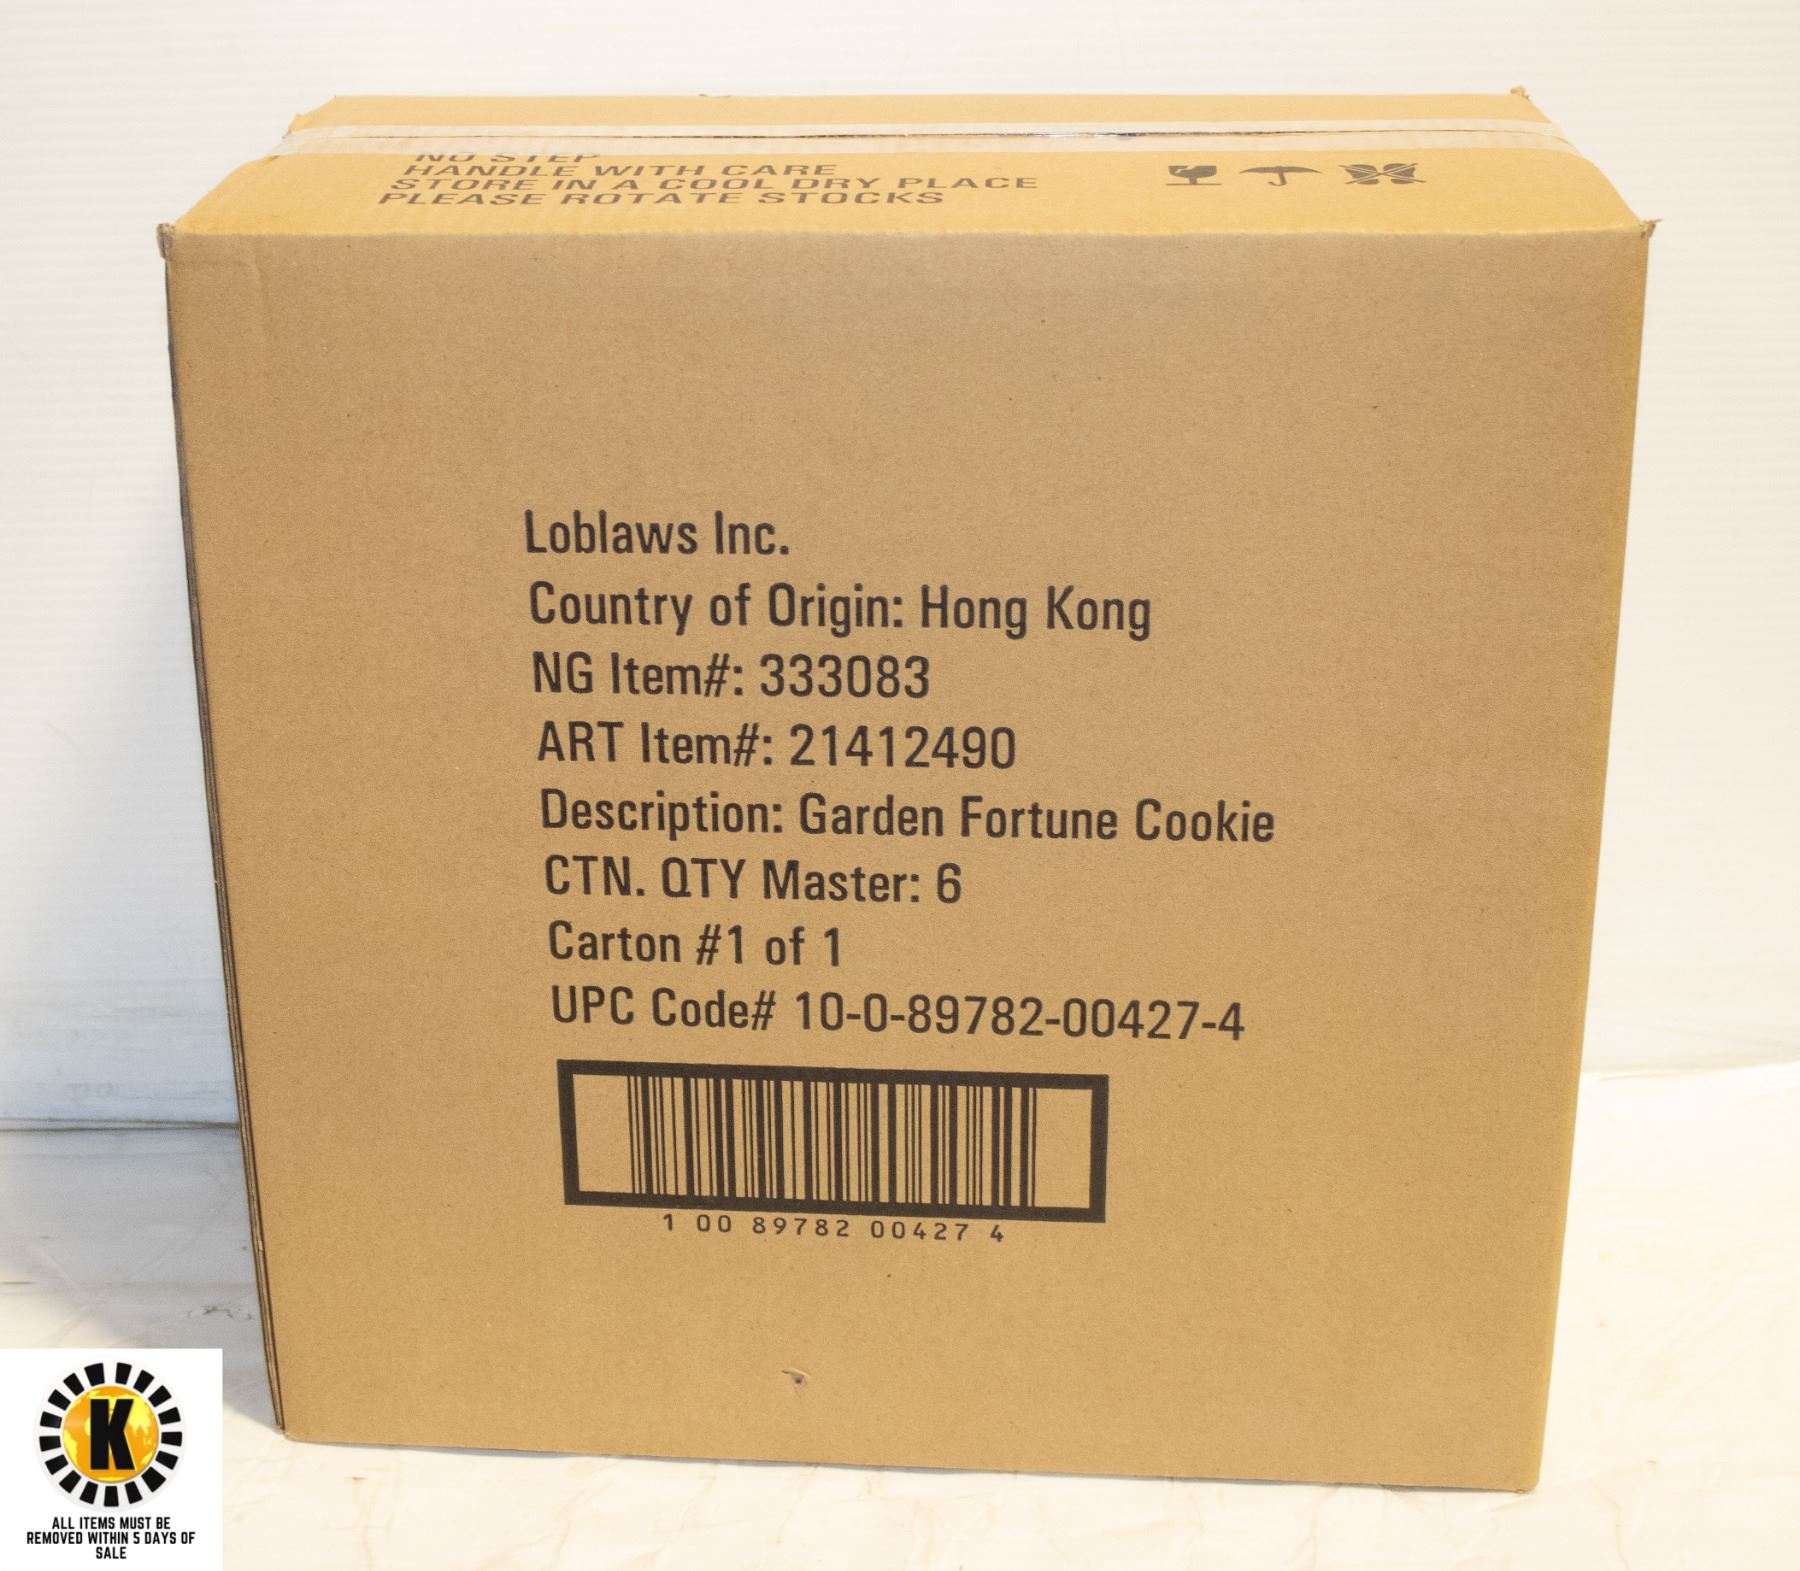 NO STEP
HANDLE WITH CARE
STORE IN A COOL DRY PLACE
PLEASE ROTATE STOCKS
Loblaws Inc.
Country of Origin: Hong Kong
NG Item#: 333083
ART Item#: 21412490
Description: Garden Fortune Cookie
CTN. QTY Master: 6
Carton #1 of 1
UPC Code# 10-0-89782-00427-4
1 00 89782 00427 4
K
ALL ITEMS MUST BE
REMOVED WITHIN 5 DAYS OF
SALE